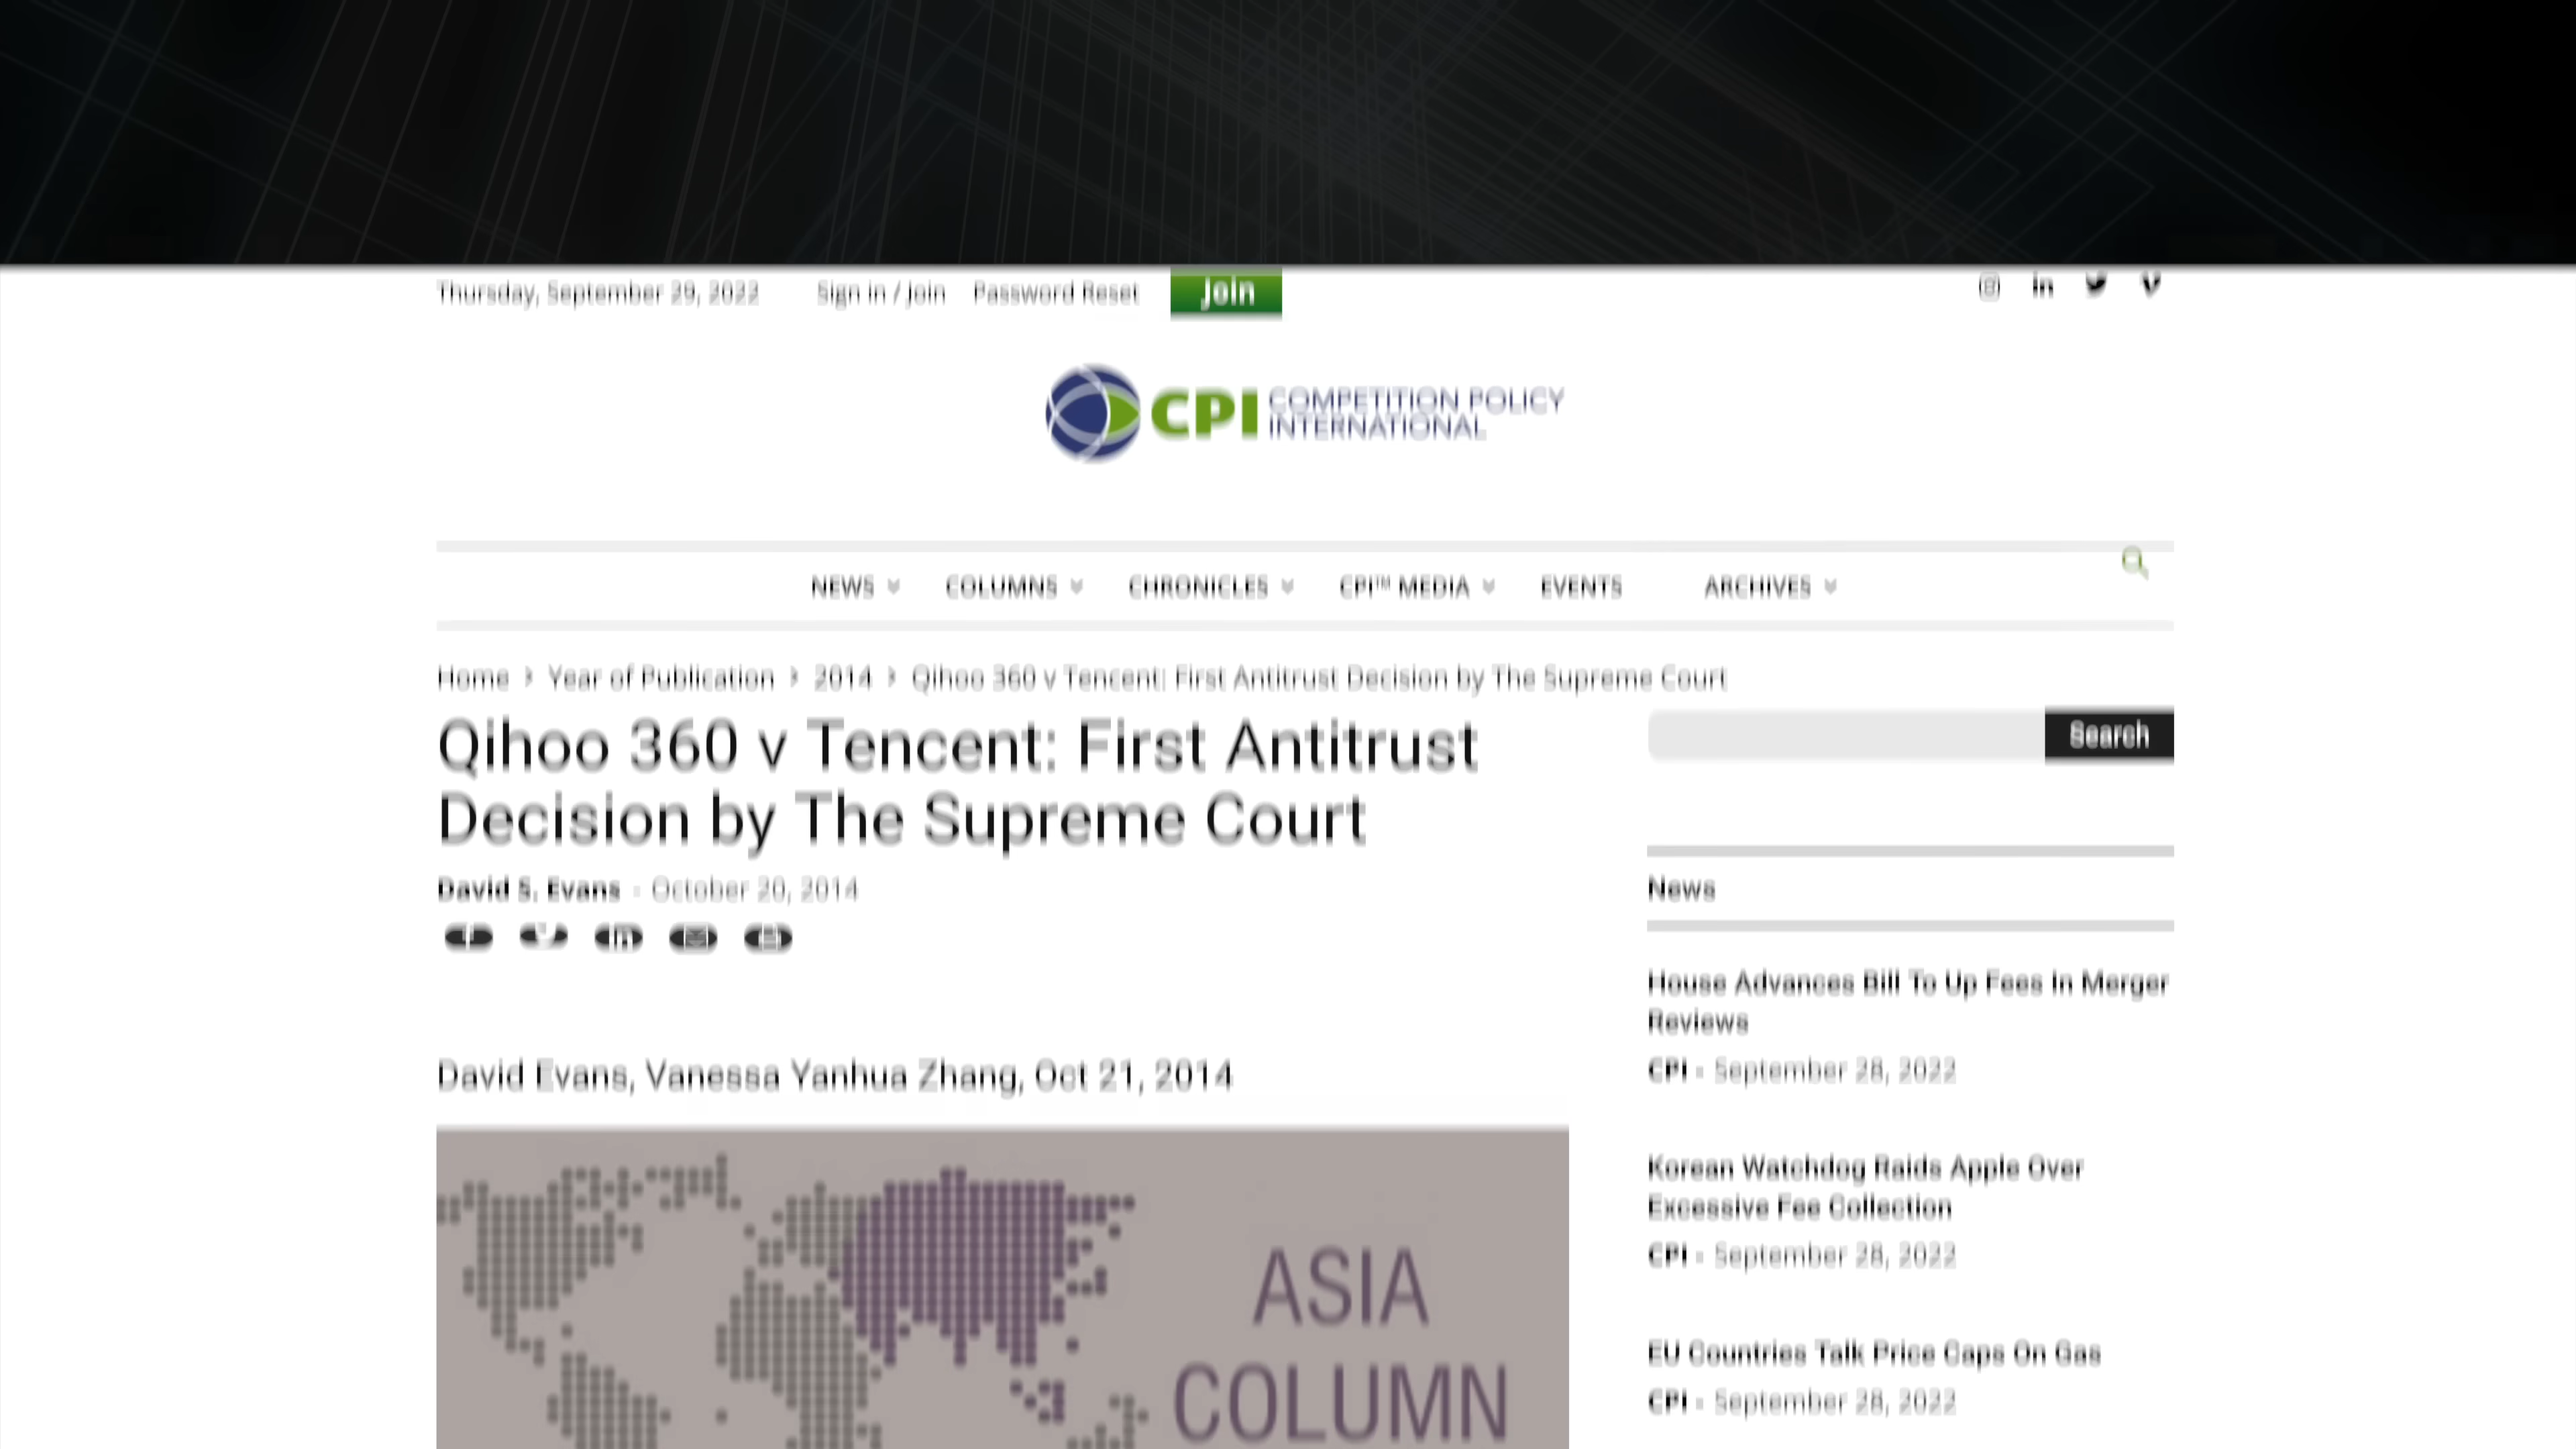 Thursday, September 29, 2022 Sign in / Join Password Reset Join
CPI COMPETITION POLICY
INTERNATIONAL
NEWS COLUMNS CHRONICLES CPI™ MEDIA EVENTS ARCHIVES
Home > Year of Publication > 2014 > Qihoo 360 v Tencent: First Antitrust Decision by The Supreme Court
Qihoo 360 v Tencent: First Antitrust
Decision by The Supreme Court
David S. Evans - October 20, 2014
David Evans, Vanessa Yanhua Zhang, Oct 21, 2014
ASIA
COLUMN
Search
News
House Advances Bill To Up Fees In Merger
Reviews
CPI - September 28, 2022
Korean Watchdog Raids Apple Over
Excessive Fee Collection
CPI - September 28, 2022
EU Countries Talk Price Caps On Gas
CPI - September 28, 2022